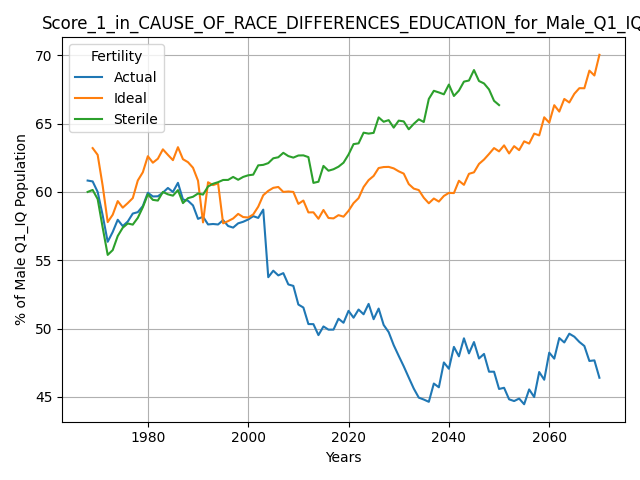 Score_1_in_CAUSE_OF_RACE_DIFFERENCES_EDUCATION_for_Male_Q1_IQ
Fertility
Actual
Ideal
Sterile
% of Male Q1_IQ Population
70
65
60
55
50
45
1980 2000 2020 2040 2060
Years